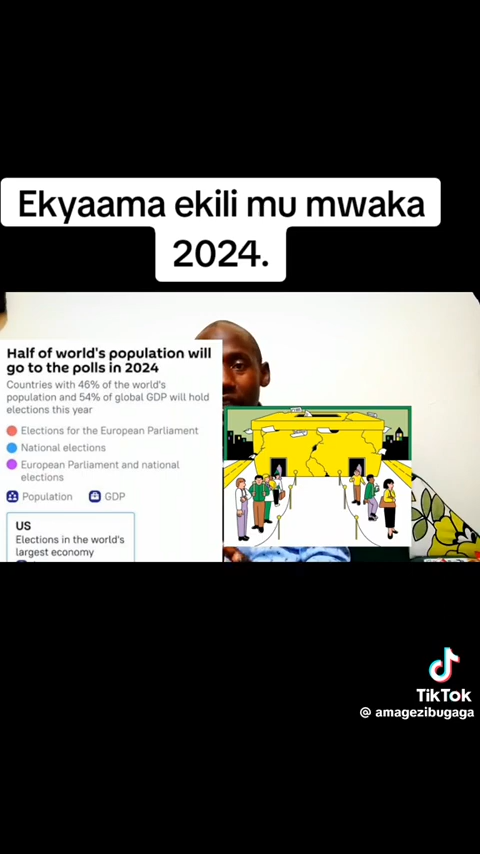 Ekyaama ekili mu mwaka
2024.
Half of world's population will
go to the polls in 2024
Countries with 46% of the world's
population and 54% of global GDP will hold
elections this year
Elections for the European Parliament
National elections
European Parliament and national
elections
Population GDP
US
Elections in the world's
largest economy
TikTok
@ amagezibugaga